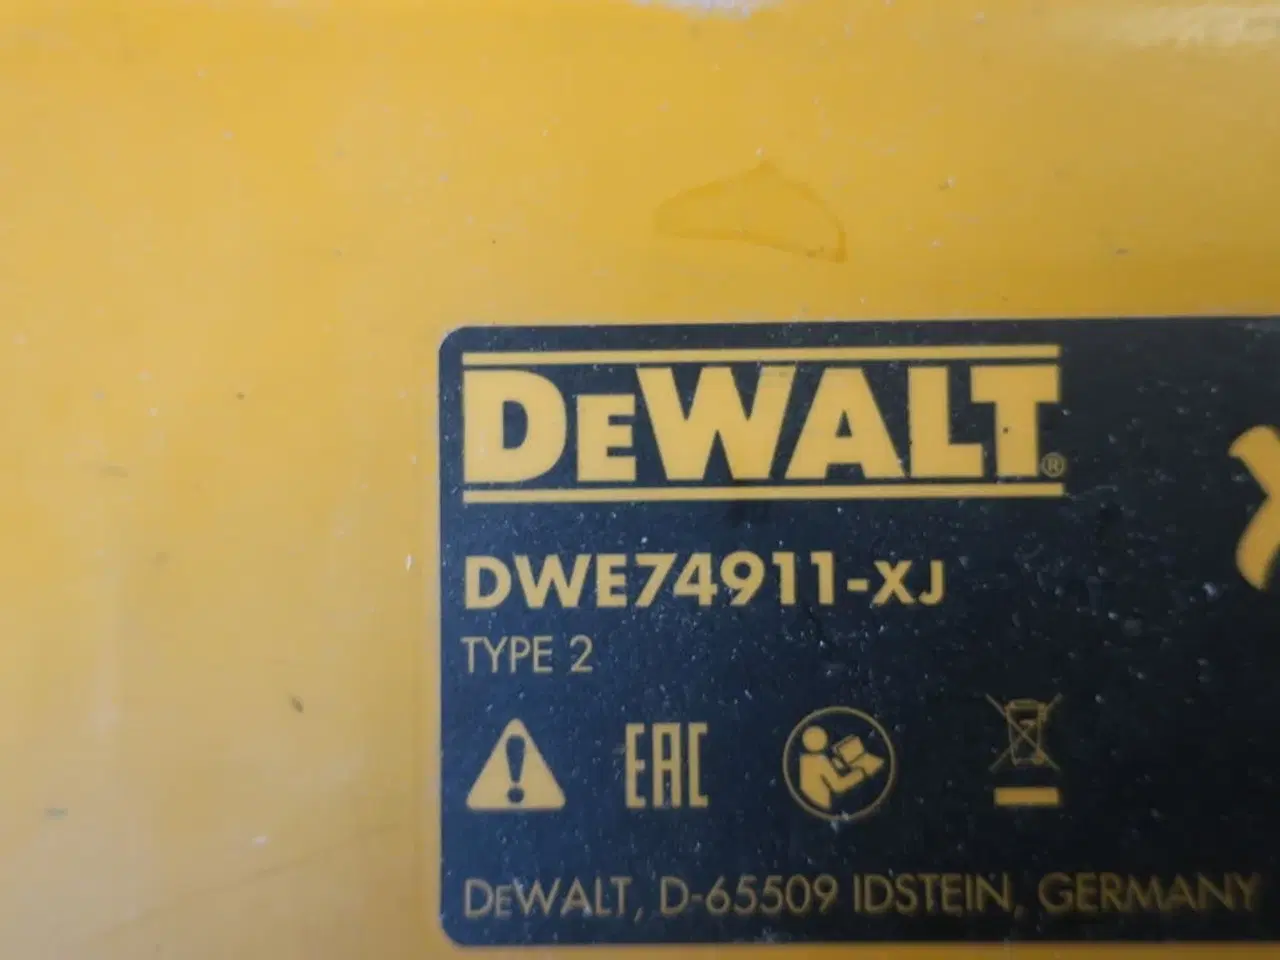 DEWALT®
DWE74911-XJ
TYPE 2
EAC
DEWALT, D-65509 IDSTEIN, GERMANY